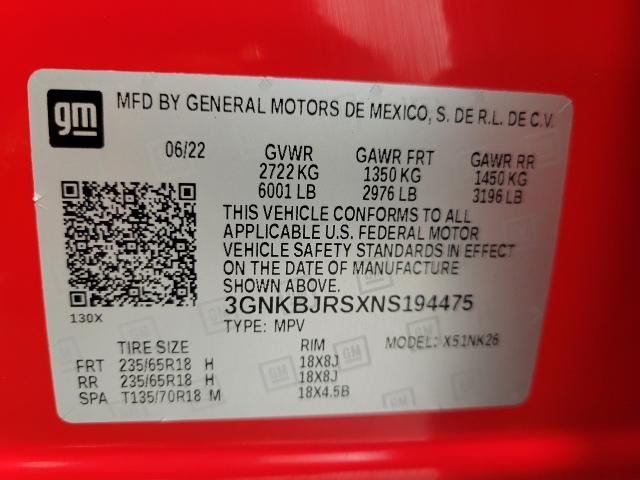 gm
MFD BY GENERAL MOTORS DE MEXICO, S. DE R.L. DE C.V.
06/22 GVWR GAWR FRT GAWR RR
2722 KG 1350 KG 1450 KG
6001 LB 2976 LB 3196 LB
THIS VEHICLE CONFORMS TO ALL
APPLICABLE U.S. FEDERAL MOTOR
VEHICLE SAFETY STANDARDS IN EFFECT
ON THE DATE OF MANUFACTURE
SHOWN ABOVE.
3GNKBJRSXNS194475
130X
TYPE: MPV MODEL: X51NK26
TIRE SIZE RIM
FRT 235/65R18 H 18X8J
RR 235/65R18 H 18X8J
SPA T135/70R18 M 18X4.5B